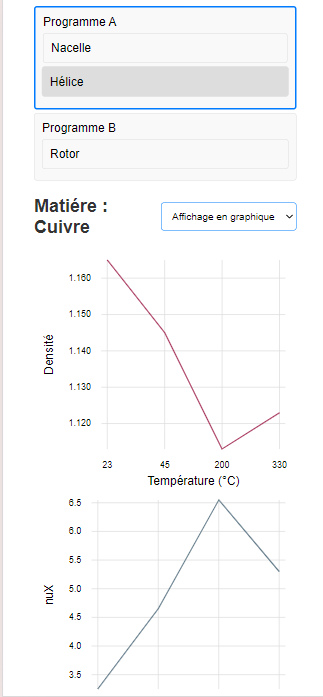 Programme A
Nacelle
Hélice
Programme B
Rotor
Matiére :
Cuivre
Affichage en graphique
1.160
1.150
1.140
1.130
1.120
Densité
23 45 200 330
Température (°C)
6.5
6.0
5.5
5.0
4.5
4.0
3.5
nuX